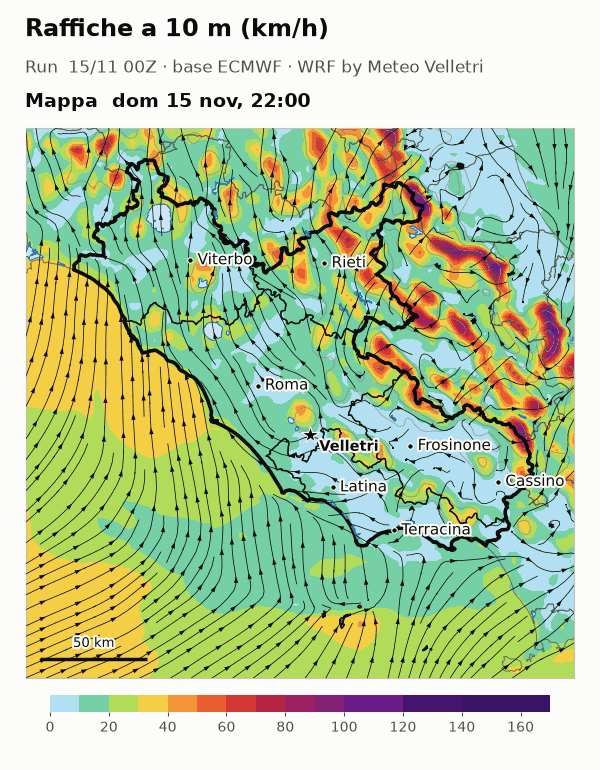 Raffiche a 10 m (km/h)
Run 15/11 00Z · base ECMWF · WRF by Meteo Velletri
Mappa dom 15 nov, 22:00
Viterbo
Rieti
Roma
Velletri
Frosinone
Latina
Cassino
Terracina
50 km
0 20 40 60 80 100 120 140 160